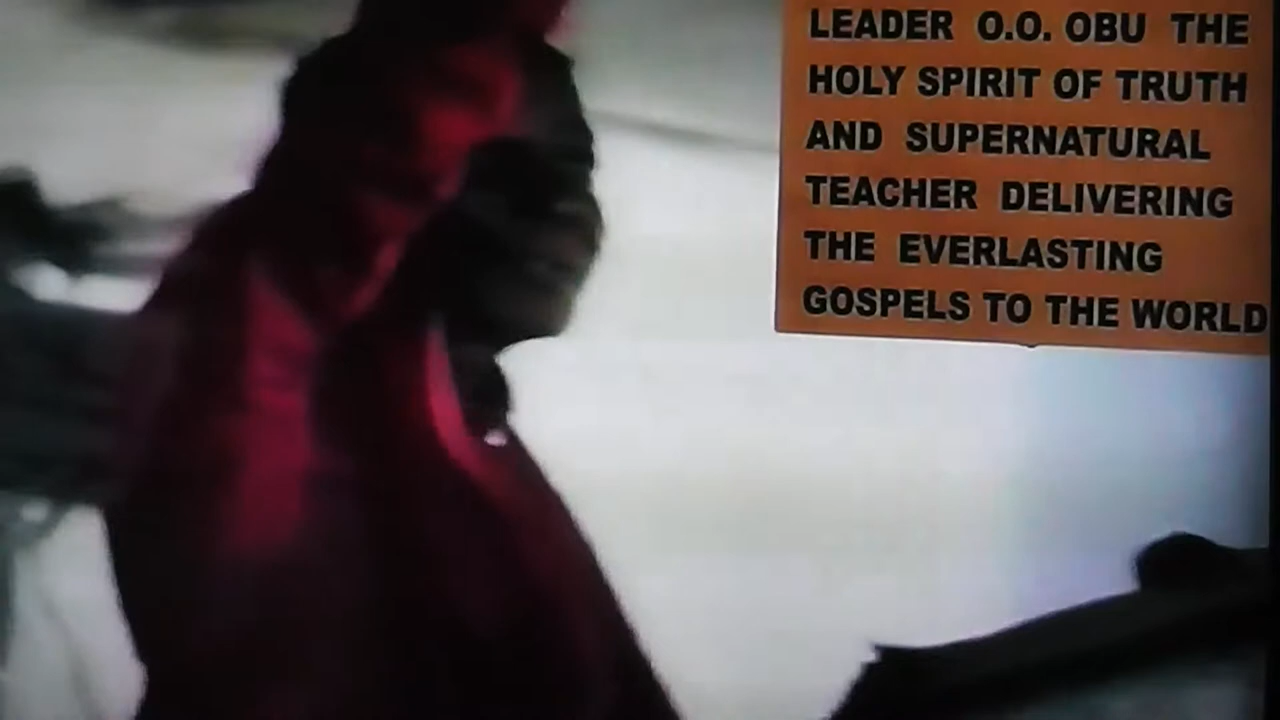 LEADER O.O. OBU THE
HOLY SPIRIT OF TRUTH
AND SUPERNATURAL
TEACHER DELIVERING
THE EVERLASTING
GOSPELS TO THE WORLD